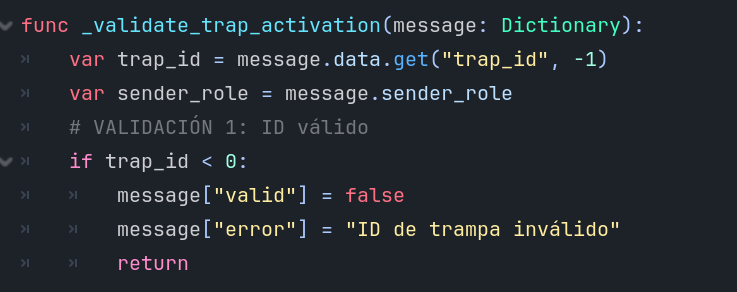 func _validate_trap_activation(message: Dictionary):
var trap_id = message.data.get("trap_id", -1)
var sender_role = message.sender_role
# VALIDACIÓN 1: ID válido
if trap_id < 0:
message["valid"] = false
message["error"] = "ID de trampa inválido"
return